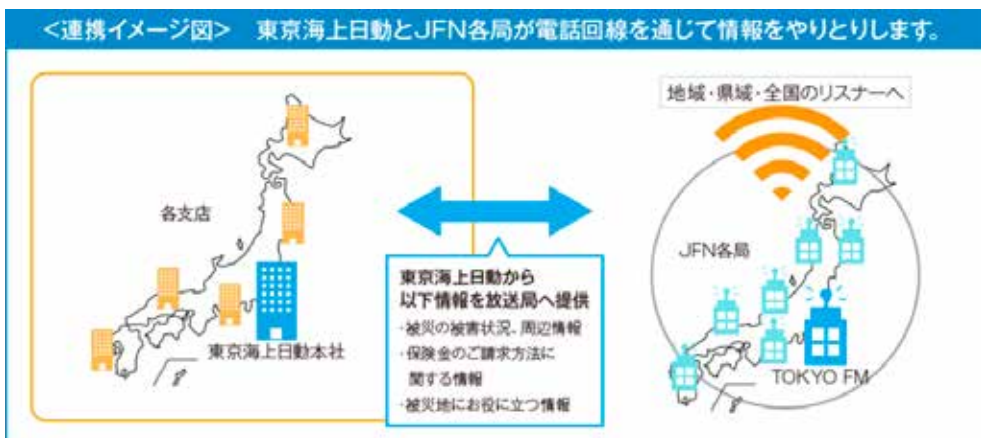 <連携イメージ図> 東京海上日動とJFN各局が電話回線を通じて情報をやりとりします。
各支店
東京海上日動本社
東京海上日動から
以下情報を放送局へ提供
・被災の被害状況、周辺情報
・保険金のご請求方法に
関する情報
・被災地にお役に立つ情報
地域・県域・全国のリスナーへ
JFN各局
TOKYO FM